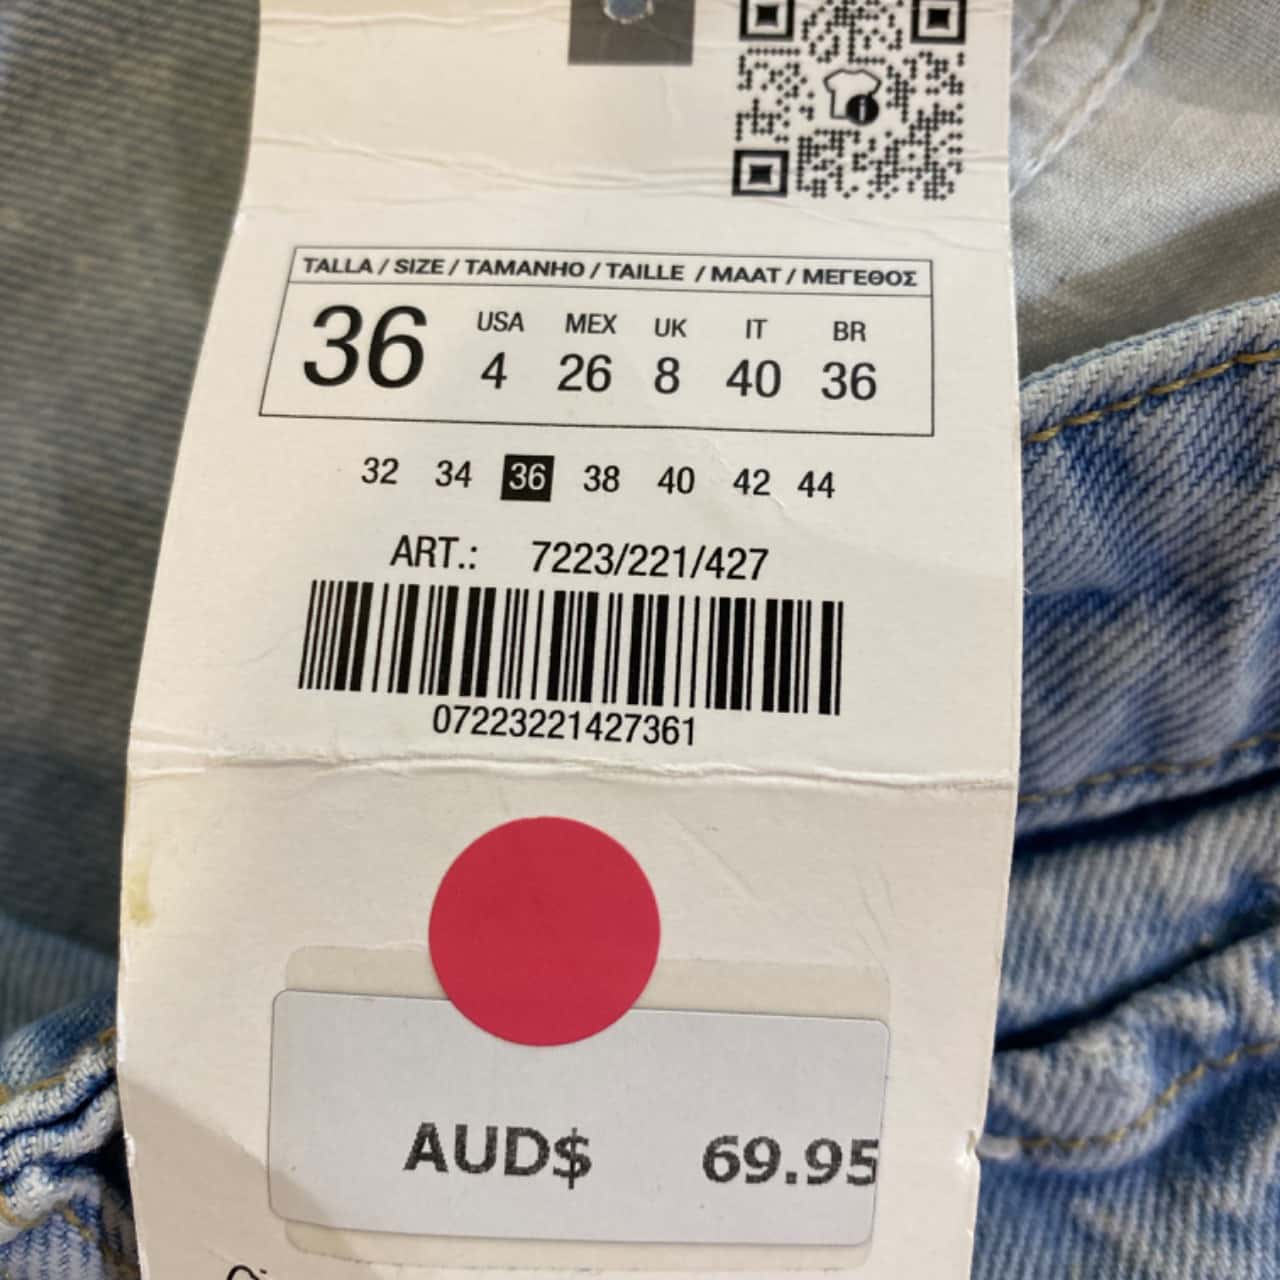 TALLA / SIZE / TAMANHO / TAILLE / MAAT / ΜΕΓΕΘΟΣ
36 USA 4 MEX 26 UK 8 IT 40 BR 36
32 34 36 38 40 42 44
ART.: 7223/221/427
07223221427361
AUD$ 69.95